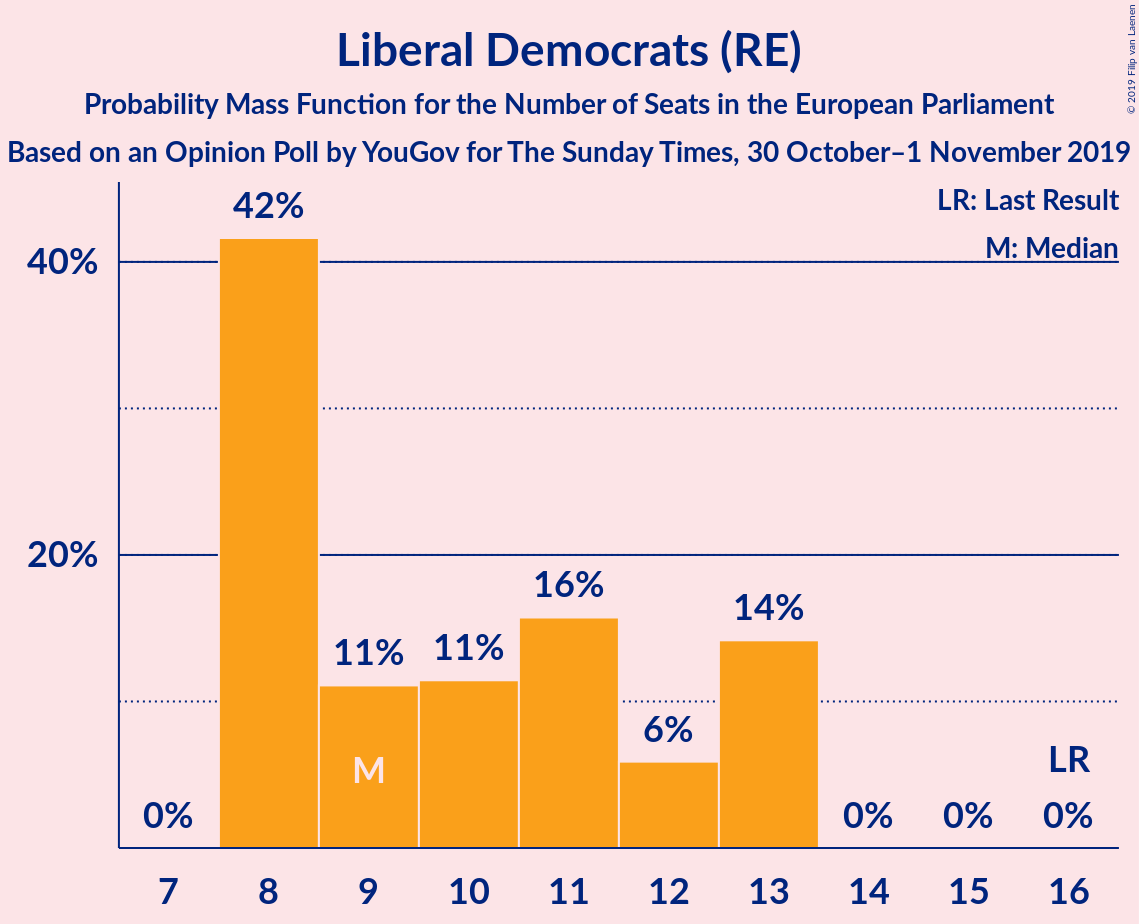 Liberal Democrats (RE)
Probability Mass Function for the Number of Seats in the European Parliament
Based on an Opinion Poll by YouGov for The Sunday Times, 30 October–1 November 2019
© 2019 Filip van Laenen
LR: Last Result
M: Median
40%
20%
0%
42%
11%
M
11%
16%
6%
14%
0%
0%
LR
0%
7 8 9 10 11 12 13 14 15 16